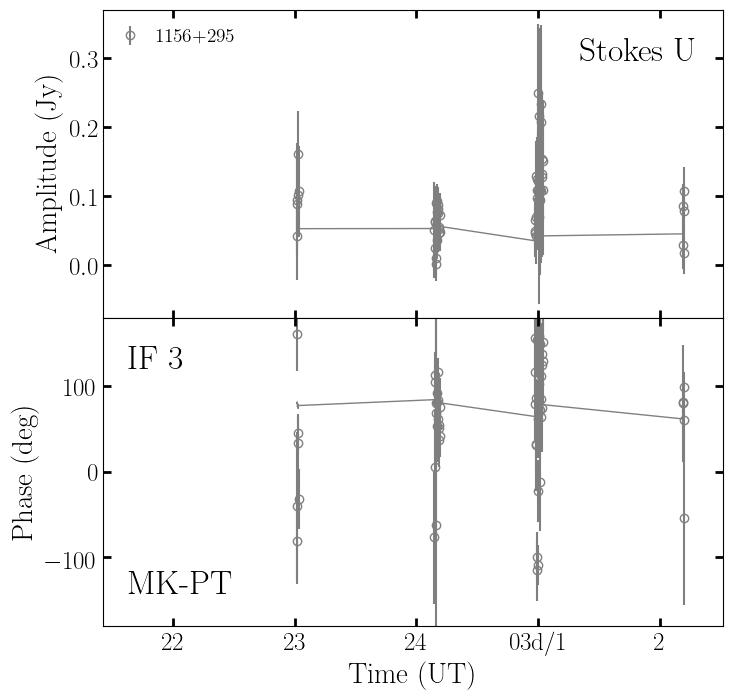 1156+295
Stokes U
0.3
0.2
0.1
0.0
Amplitude (Jy)
IF 3
100
0
−100
Phase (deg)
MK-PT
22 23 24 03d/1 2
Time (UT)